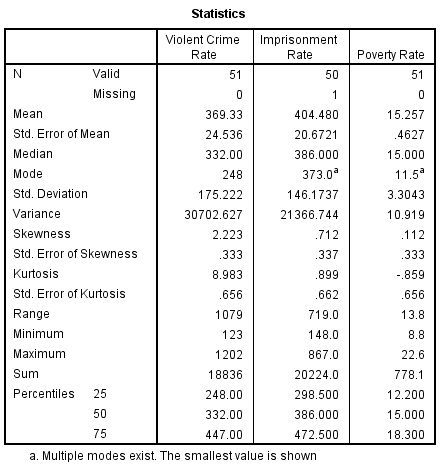 Statistics
Violent Crime Rate Imprisonment Rate Poverty Rate
N Valid 51 50 51
Missing 0 1 0
Mean 369.33 404.480 15.257
Std. Error of Mean 24.536 20.6721 .4627
Median 332.00 386.000 15.000
Mode 248 373.0a 11.5a
Std. Deviation 175.222 146.1737 3.3043
Variance 30702.627 21366.744 10.919
Skewness 2.223 .712 .112
Std. Error of Skewness .333 .337 .333
Kurtosis 8.983 .899 -.859
Std. Error of Kurtosis .656 .662 .656
Range 1079 719.0 13.8
Minimum 123 148.0 8.8
Maximum 1202 867.0 22.6
Sum 18836 20224.0 778.1
Percentiles 25 248.00 298.500 12.200
50 332.00 386.000 15.000
75 447.00 472.500 18.300
a. Multiple modes exist. The smallest value is shown